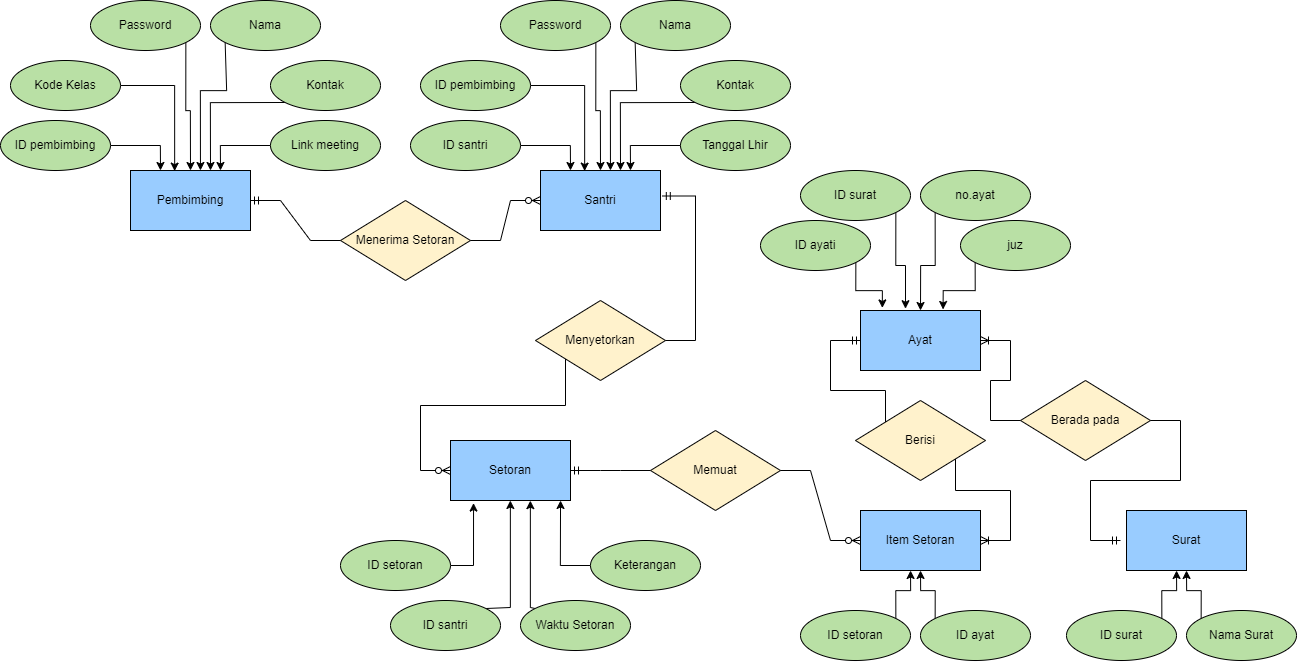 Password
Nama
Kode Kelas
Kontak
ID pembimbing
Link meeting
Pembimbing
Menerima Setoran
Password
Nama
ID pembimbing
Kontak
ID santri
Tanggal Lhir
Santri
Menyetorkan
ID surat
no.ayat
ID ayati
juz
Ayat
Berisi
Berada pada
Setoran
Memuat
Item Setoran
Surat
ID setoran
Keterangan
ID santri
Waktu Setoran
ID setoran
ID ayat
ID surat
Nama Surat